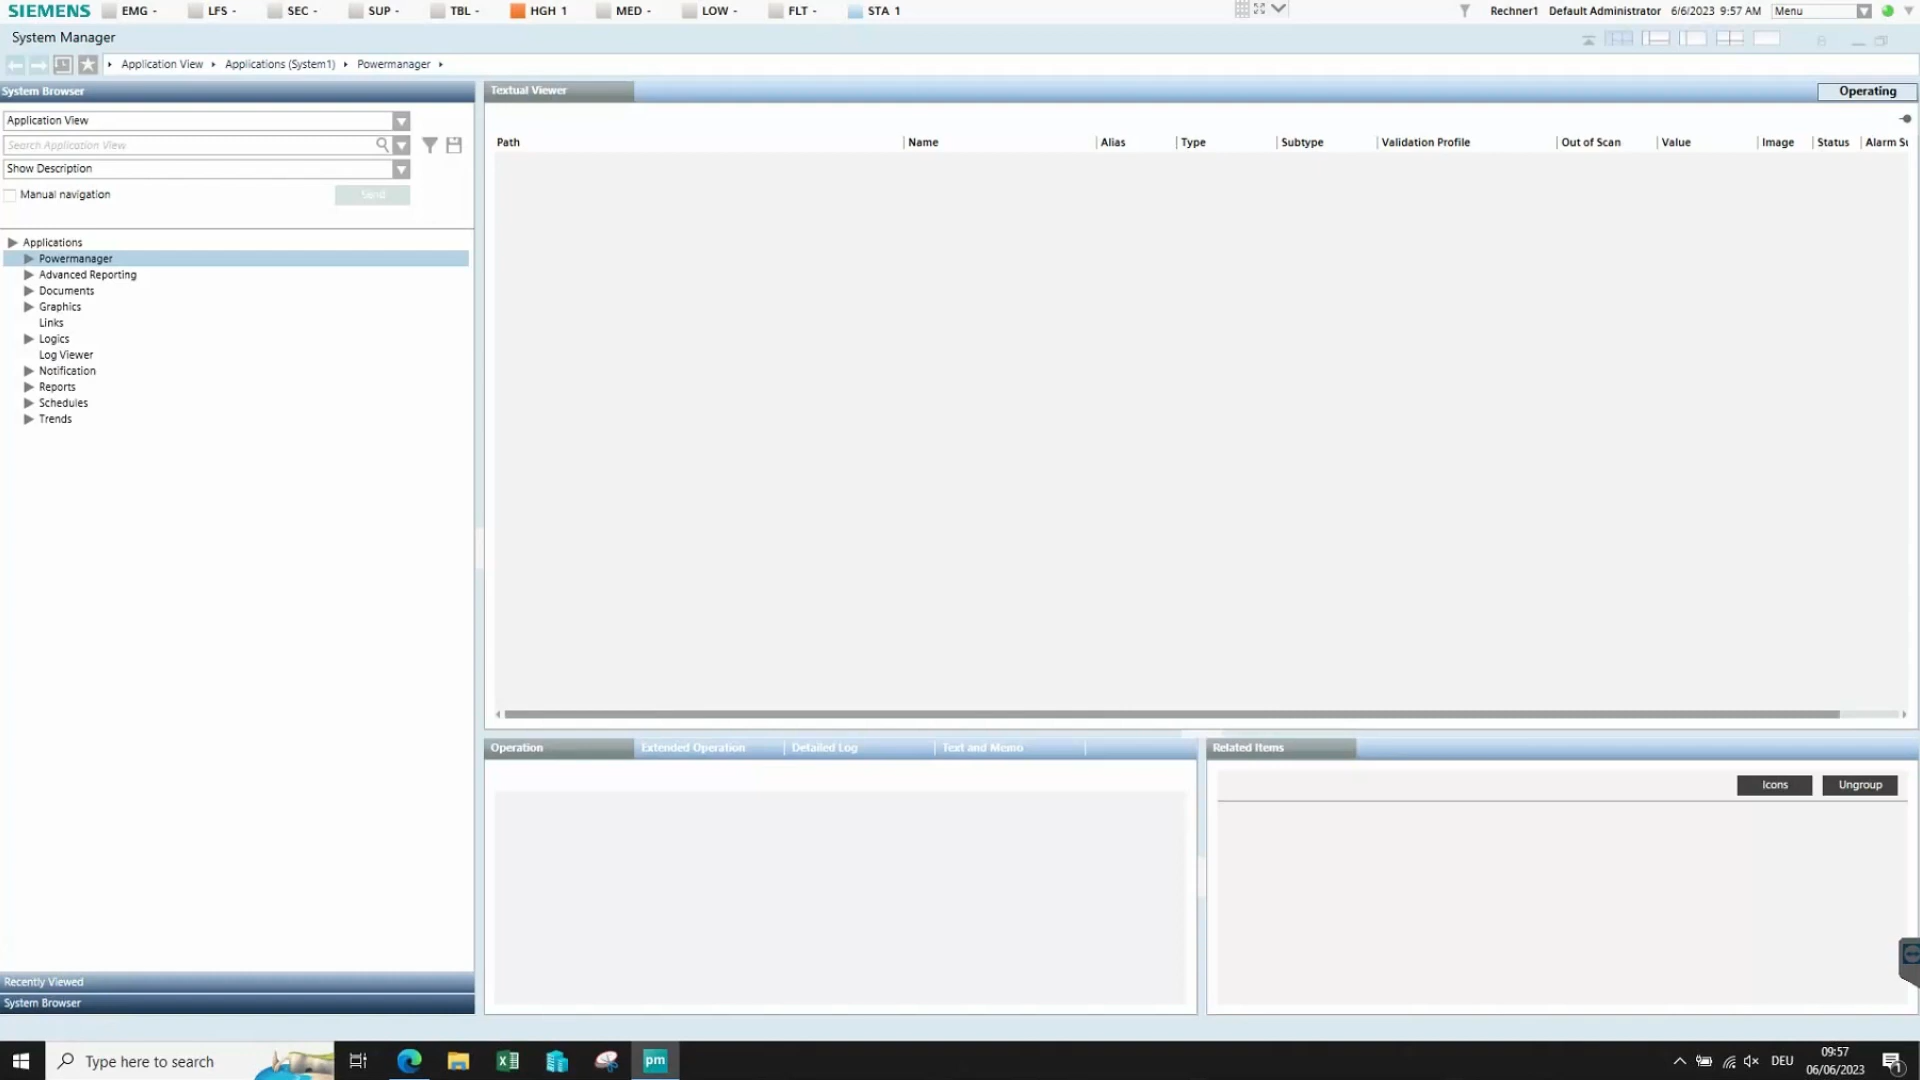 SIEMENS EMG - LFS - SEC - SUP - TBL - HGH 1 MED - LOW - FLT - STA 1 Rechner1 Default Administrator 6/6/2023 9:57 AM Menu
System Manager
Application View Applications (System1) Powermanager
System Browser
Textual Viewer
Operating
Application View
Search Application View
Show Description
Manual navigation Send
Path Name Alias Type Subtype Validation Profile Out of Scan Value Image Status Alarm Su
Applications
Powermanager
Advanced Reporting
Documents
Graphics
Links
Logics
Log Viewer
Notification
Reports
Schedules
Trends
Operation Extended Operation Detailed Log Text and Memo
Related Items
Icons Ungroup
Recently Viewed
System Browser
Type here to search
pm
DEU
09:57
06/06/2023
1